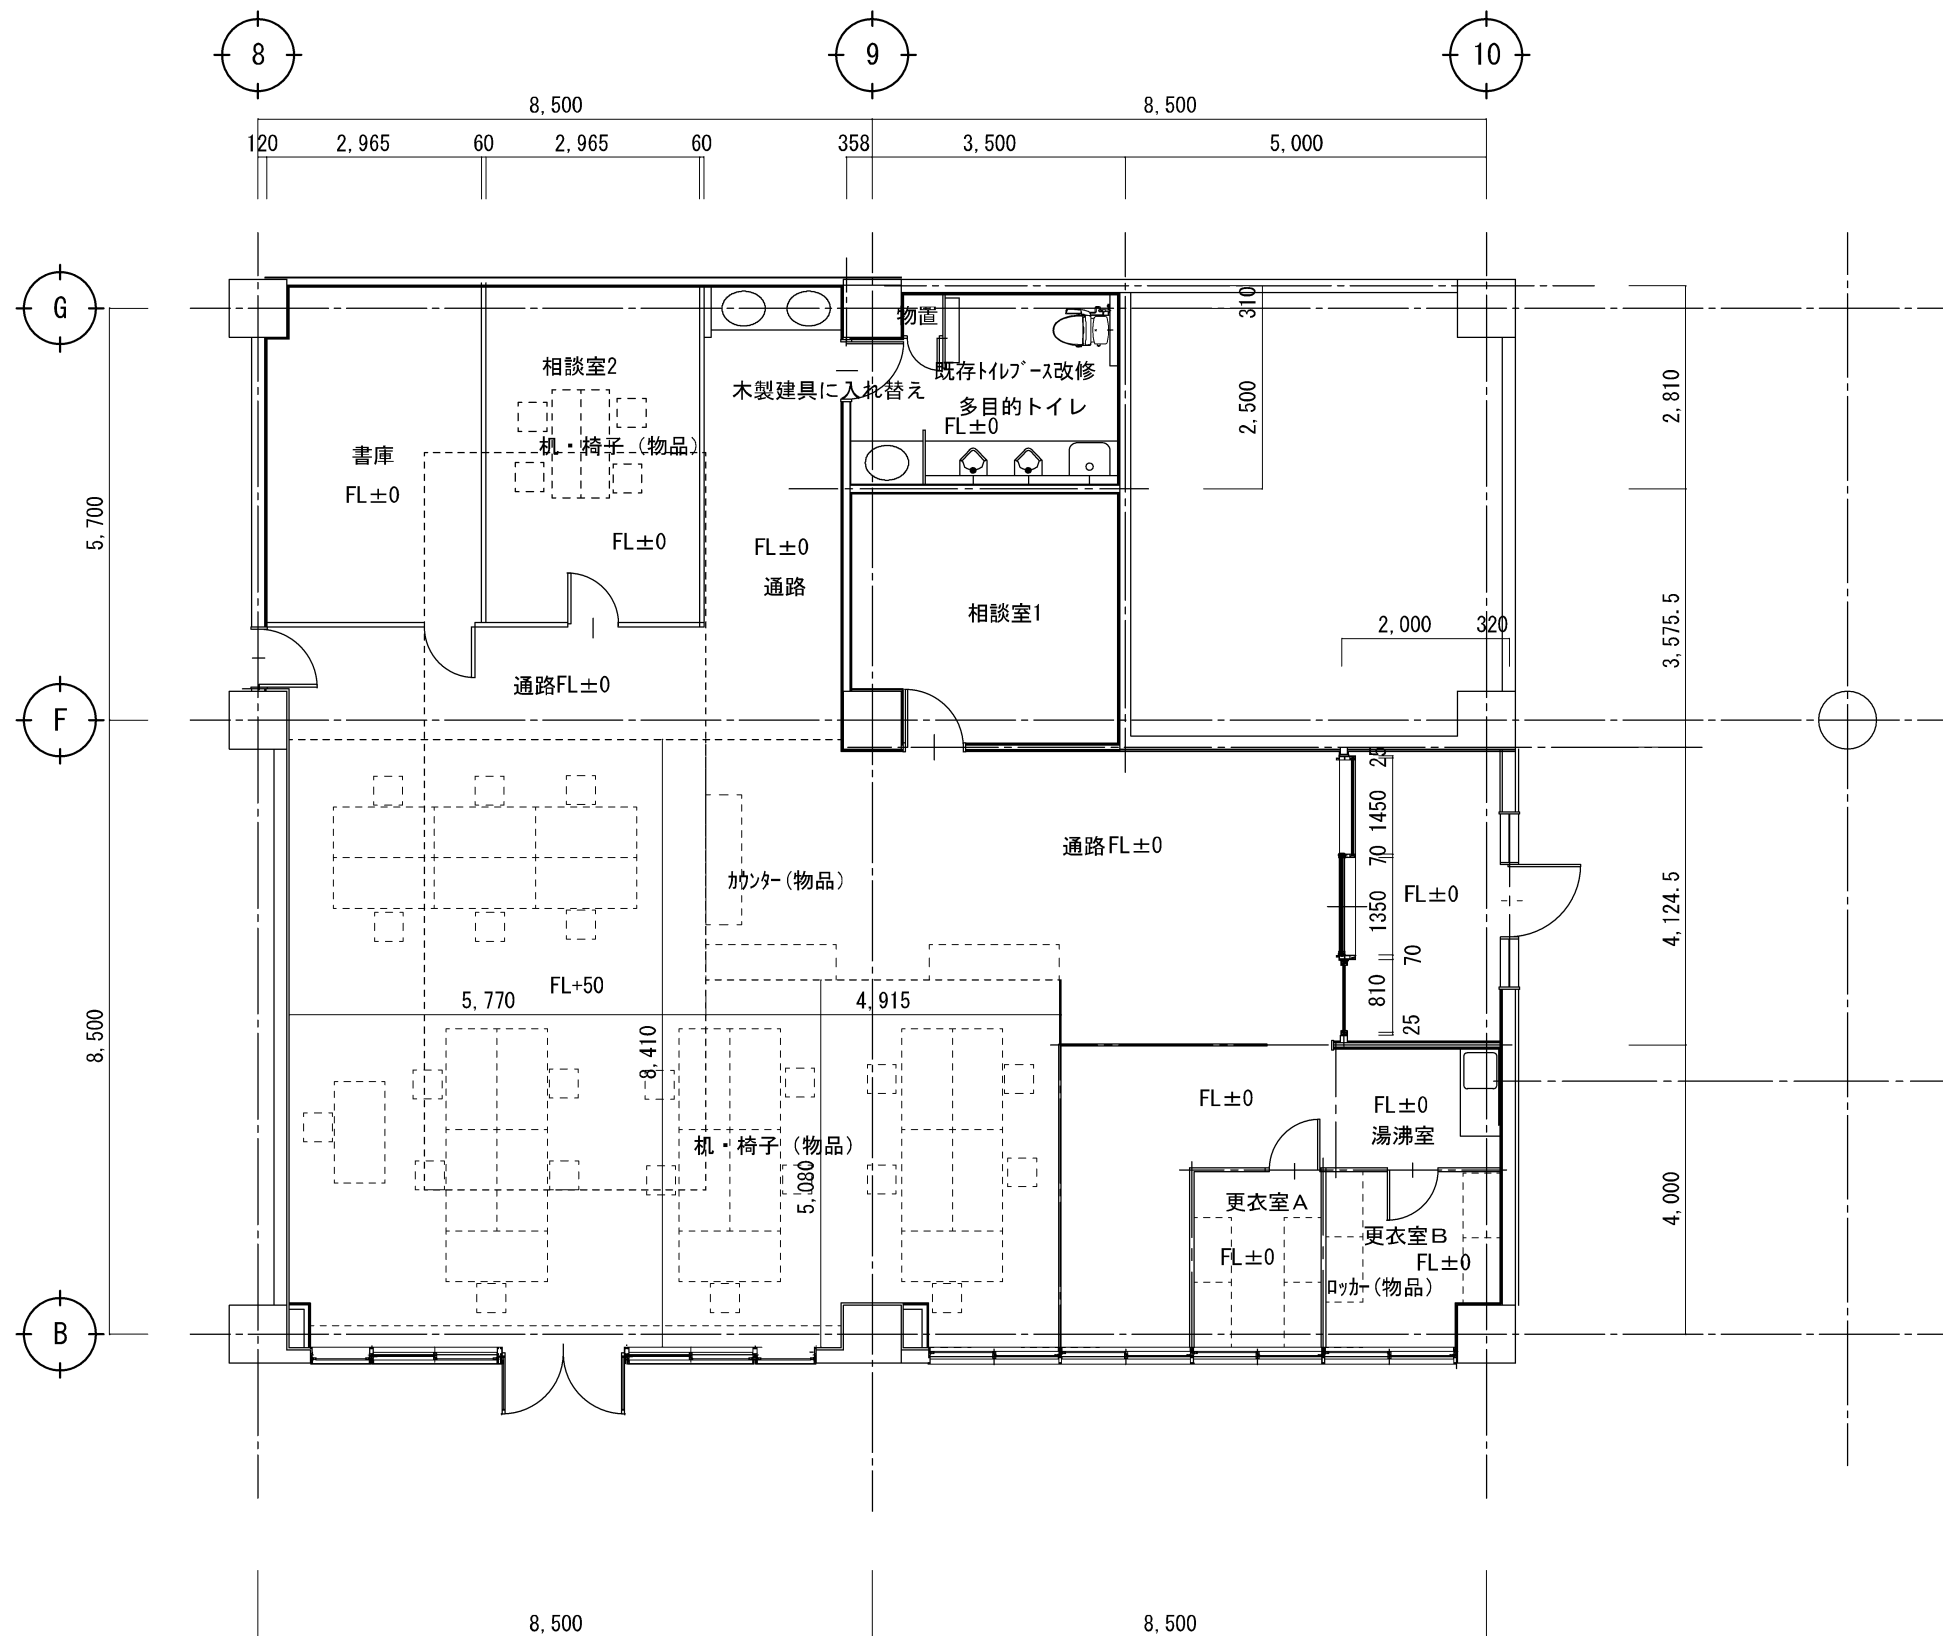 8
9
10
8,500
8,500
120
2,965
60
2,965
60
358
3,500
5,000
G
物置
310
相談室2
既存ﾄｲﾚﾌﾞｰｽ改修
木製建具に入れ替え
多目的トイレ
FL±0
2,500
2,810
机・椅子（物品）
書庫
FL±0
5,700
FL±0
FL±0
通路
相談室1
2,000
320
3,575.5
通路FL±0
F
25
1450
70
通路FL±0
ｶｳﾝﾀｰ(物品)
FL±0
1350
4,124.5
70
FL+50
5,770
4,915
810
25
8,500
8,410
FL±0
FL±0
湯沸室
机・椅子（物品）
5,080
更衣室Ａ
4,000
更衣室Ｂ
FL±0
FL±0
ﾛｯｶｰ(物品)
B
8,500
8,500